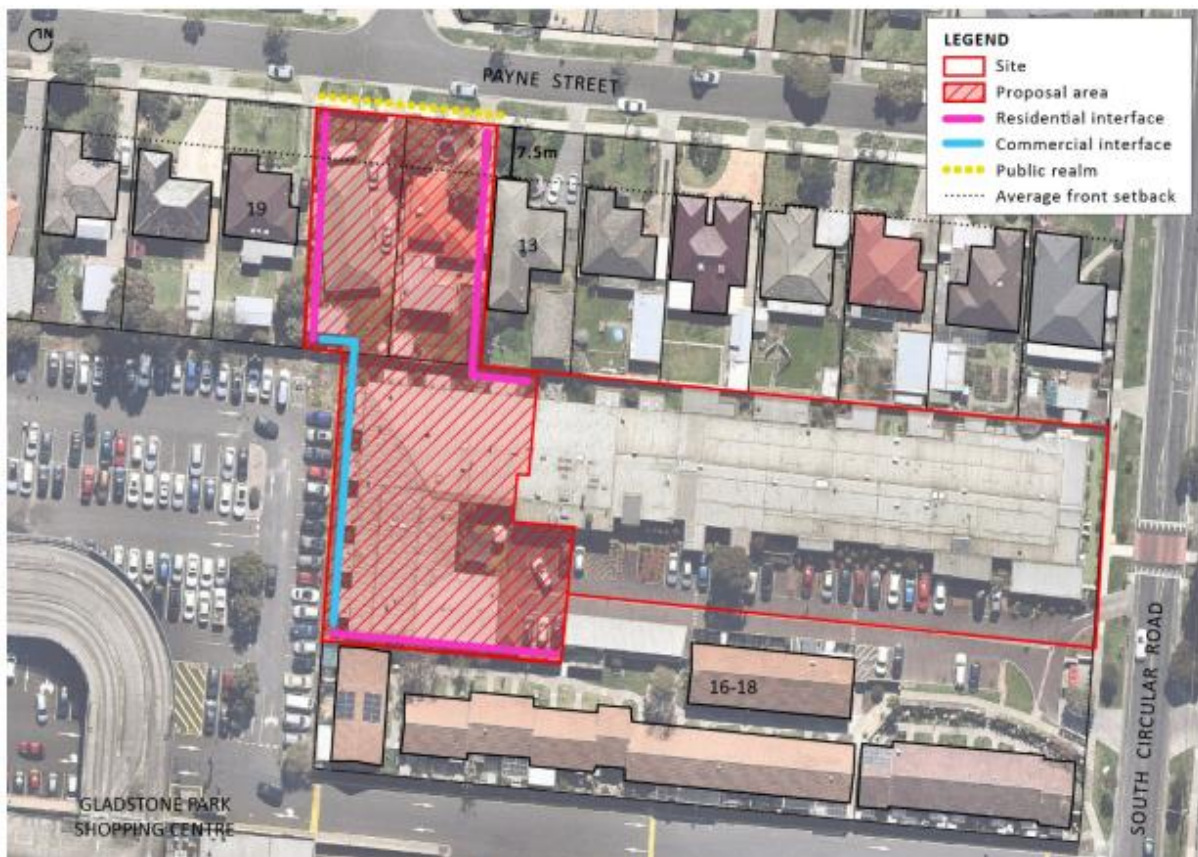 N
PAYNE STREET
LEGEND
Site
Proposal area
Residential interface
Commercial interface
Public realm
Average front setback
7.5m
19
13
7
16-18
GLADSTONE PARK
SHOPPING CENTRE
SOUTH CIRCULAR ROAD